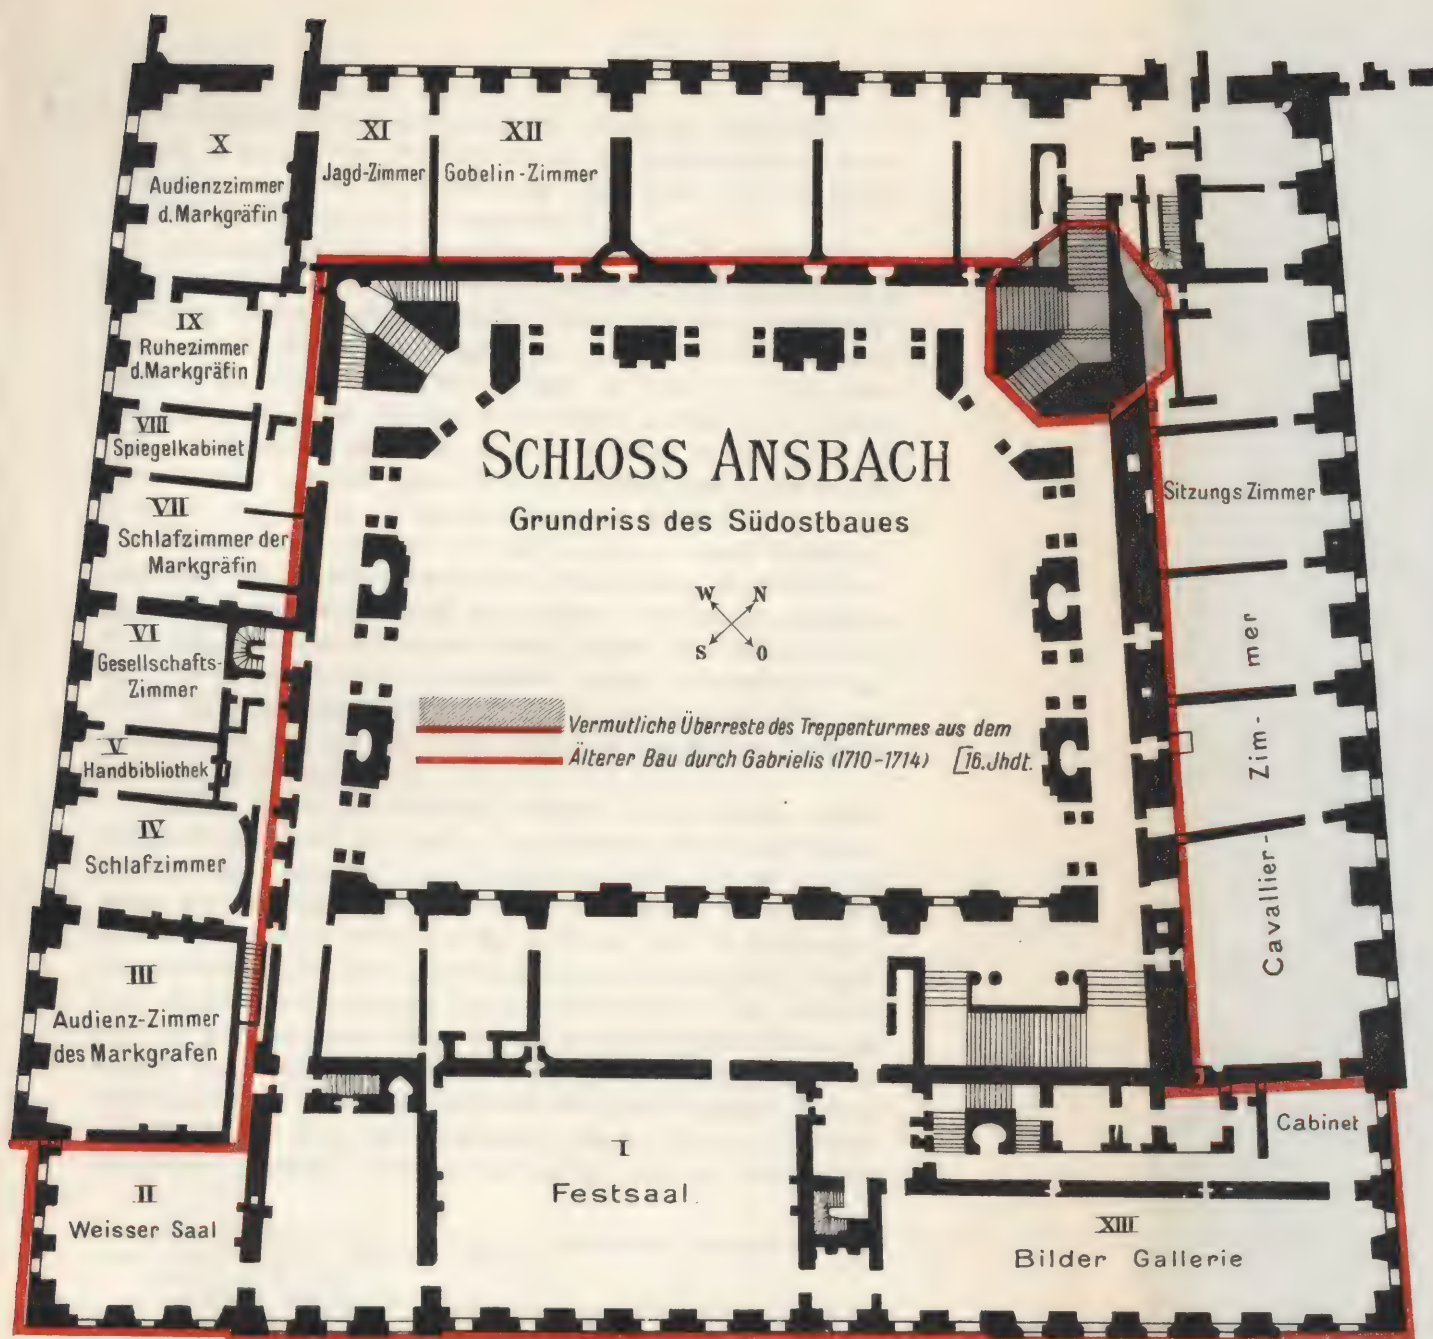 X
Audienzzimmer
d. Markgräfin
XI
Jagd-Zimmer
XII
Gobelin-Zimmer
IX
Ruhezimmer
d. Markgräfin
VIII
Spiegelkabinet
VII
Schlafzimmer der
Markgräfin
VI
Gesellschafts-
Zimmer
V
Handbibliothek
IV
Schlafzimmer
III
Audienz-Zimmer
des Markgrafen
II
Weisser Saal
SCHLOSS ANSBACH
Grundriss des Südostbaues
W N
S O
Vermutliche Überreste des Treppenturmes aus dem
Älterer Bau durch Gabrielis (1710-1714) [16. Jhdt.
Sitzungs Zimmer
Cavallier-
Zim-
mer
Cabinet
I
Festsaal.
XIII
Bilder Gallerie